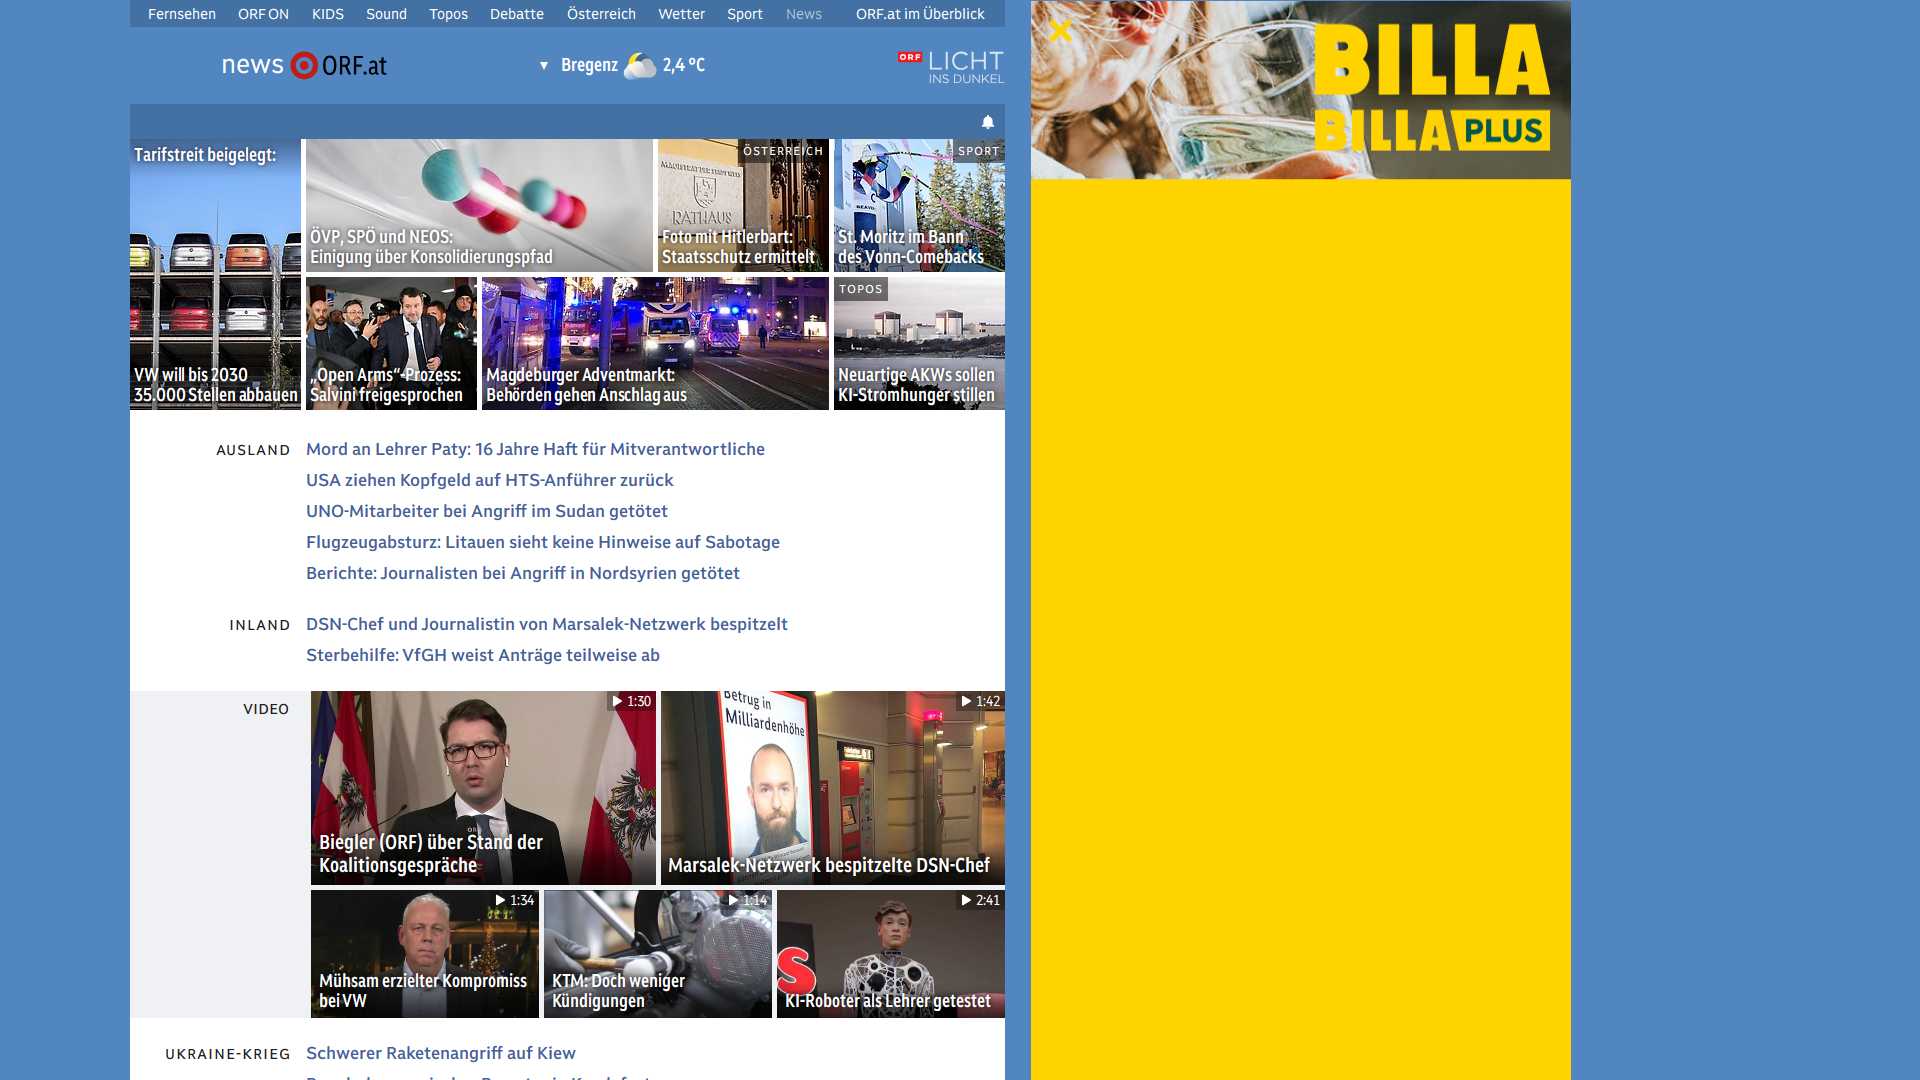 Fernsehen ORF ON KIDS Sound Topos Debatte Österreich Wetter Sport News ORF.at im Überblick
news ORF.at
▼ Bregenz 2,4 °C
ORF LICHT
INS DUNKEL
BILLA
BILLA PLUS
Tarifstreit beigelegt:
VW will bis 2030
35.000 Stellen abbauen
ÖVP, SPÖ und NEOS:
Einigung über Konsolidierungspfad
ÖSTERREICH
MAGISTRAT DER STADT WELS
RATHAUS
Foto mit Hitlerbart:
Staatsschutz ermittelt
SPORT
St. Moritz im Bann
des Vonn-Comebacks
„Open Arms“-Prozess:
Salvini freigesprochen
Magdeburger Adventmarkt:
Behörden gehen Anschlag aus
TOPOS
Neuartige AKWs sollen
KI-Stromhunger stillen
AUSLAND
Mord an Lehrer Paty: 16 Jahre Haft für Mitverantwortliche
USA ziehen Kopfgeld auf HTS-Anführer zurück
UNO-Mitarbeiter bei Angriff im Sudan getötet
Flugzeugabsturz: Litauen sieht keine Hinweise auf Sabotage
Berichte: Journalisten bei Angriff in Nordsyrien getötet
INLAND
DSN-Chef und Journalistin von Marsalek-Netzwerk bespitzelt
Sterbehilfe: VfGH weist Anträge teilweise ab
VIDEO
1:30
Biegler (ORF) über Stand der
Koalitionsgespräche
1:42
Betrug in
Milliardenhöhe
Marsalek-Netzwerk bespitzelte DSN-Chef
1:34
Mühsam erzielter Kompromiss
bei VW
1:14
KTM: Doch weniger
Kündigungen
2:41
S
KI-Roboter als Lehrer getestet
UKRAINE-KRIEG
Schwerer Raketenangriff auf Kiew